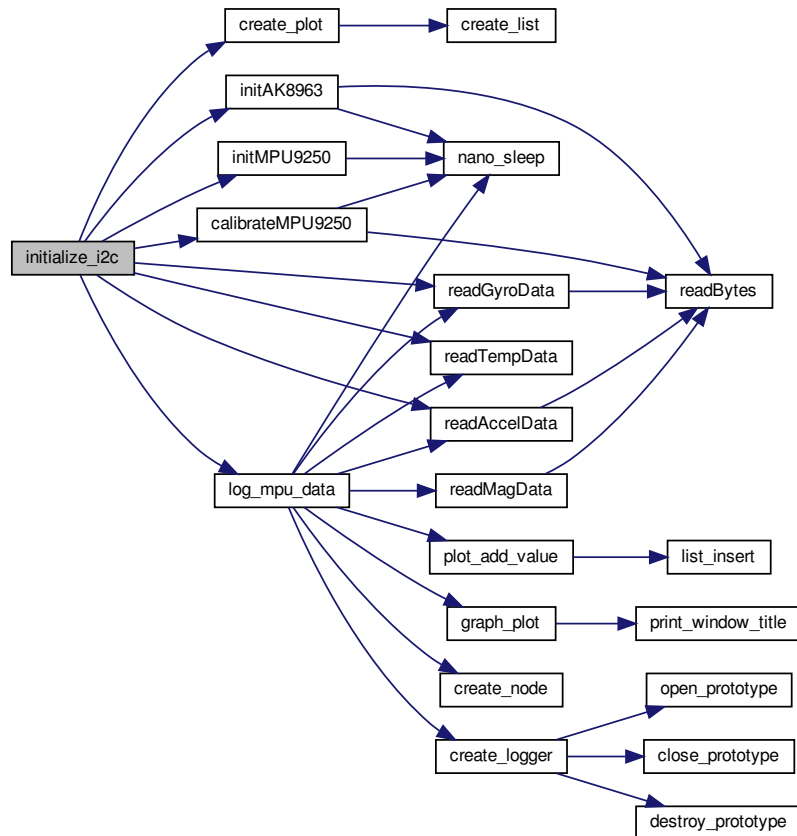 create_plot
create_list
initAK8963
initMPU9250
nano_sleep
calibrateMPU9250
initialize_i2c
readGyroData
readBytes
readTempData
readAccelData
log_mpu_data
readMagData
plot_add_value
list_insert
graph_plot
print_window_title
create_node
open_prototype
create_logger
close_prototype
destroy_prototype